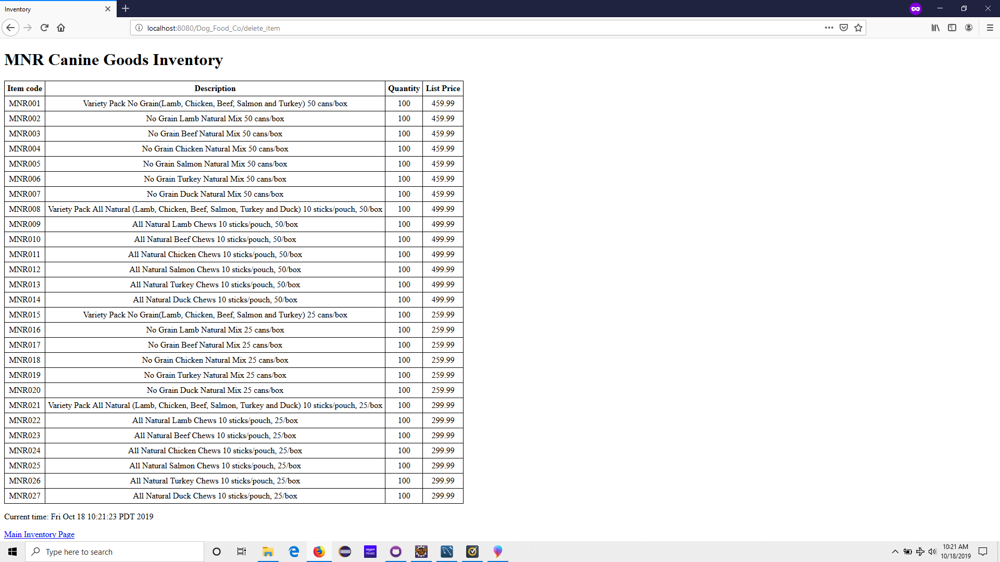 Inventory
localhost:8080/Dog_Food_Co/delete_item
MNR Canine Goods Inventory
Item code Description Quantity List Price
MNR001 Variety Pack No Grain(Lamb, Chicken, Beef, Salmon and Turkey) 50 cans/box 100 459.99
MNR002 No Grain Lamb Natural Mix 50 cans/box 100 459.99
MNR003 No Grain Beef Natural Mix 50 cans/box 100 459.99
MNR004 No Grain Chicken Natural Mix 50 cans/box 100 459.99
MNR005 No Grain Salmon Natural Mix 50 cans/box 100 459.99
MNR006 No Grain Turkey Natural Mix 50 cans/box 100 459.99
MNR007 No Grain Duck Natural Mix 50 cans/box 100 459.99
MNR008 Variety Pack All Natural (Lamb, Chicken, Beef, Salmon, Turkey and Duck) 10 sticks/pouch, 50/box 100 499.99
MNR009 All Natural Lamb Chews 10 sticks/pouch, 50/box 100 499.99
MNR010 All Natural Beef Chews 10 sticks/pouch, 50/box 100 499.99
MNR011 All Natural Chicken Chews 10 sticks/pouch, 50/box 100 499.99
MNR012 All Natural Salmon Chews 10 sticks/pouch, 50/box 100 499.99
MNR013 All Natural Turkey Chews 10 sticks/pouch, 50/box 100 499.99
MNR014 All Natural Duck Chews 10 sticks/pouch, 50/box 100 499.99
MNR015 Variety Pack No Grain(Lamb, Chicken, Beef, Salmon and Turkey) 25 cans/box 100 259.99
MNR016 No Grain Lamb Natural Mix 25 cans/box 100 259.99
MNR017 No Grain Beef Natural Mix 25 cans/box 100 259.99
MNR018 No Grain Chicken Natural Mix 25 cans/box 100 259.99
MNR019 No Grain Turkey Natural Mix 25 cans/box 100 259.99
MNR020 No Grain Duck Natural Mix 25 cans/box 100 259.99
MNR021 Variety Pack All Natural (Lamb, Chicken, Beef, Salmon, Turkey and Duck) 10 sticks/pouch, 25/box 100 299.99
MNR022 All Natural Lamb Chews 10 sticks/pouch, 25/box 100 299.99
MNR023 All Natural Beef Chews 10 sticks/pouch, 25/box 100 299.99
MNR024 All Natural Chicken Chews 10 sticks/pouch, 25/box 100 299.99
MNR025 All Natural Salmon Chews 10 sticks/pouch, 25/box 100 299.99
MNR026 All Natural Turkey Chews 10 sticks/pouch, 25/box 100 299.99
MNR027 All Natural Duck Chews 10 sticks/pouch, 25/box 100 299.99
Current time: Fri Oct 18 10:21:23 PDT 2019
Main Inventory Page
Type here to search
amazon music
Java EE IDE
10:21 AM
10/18/2019